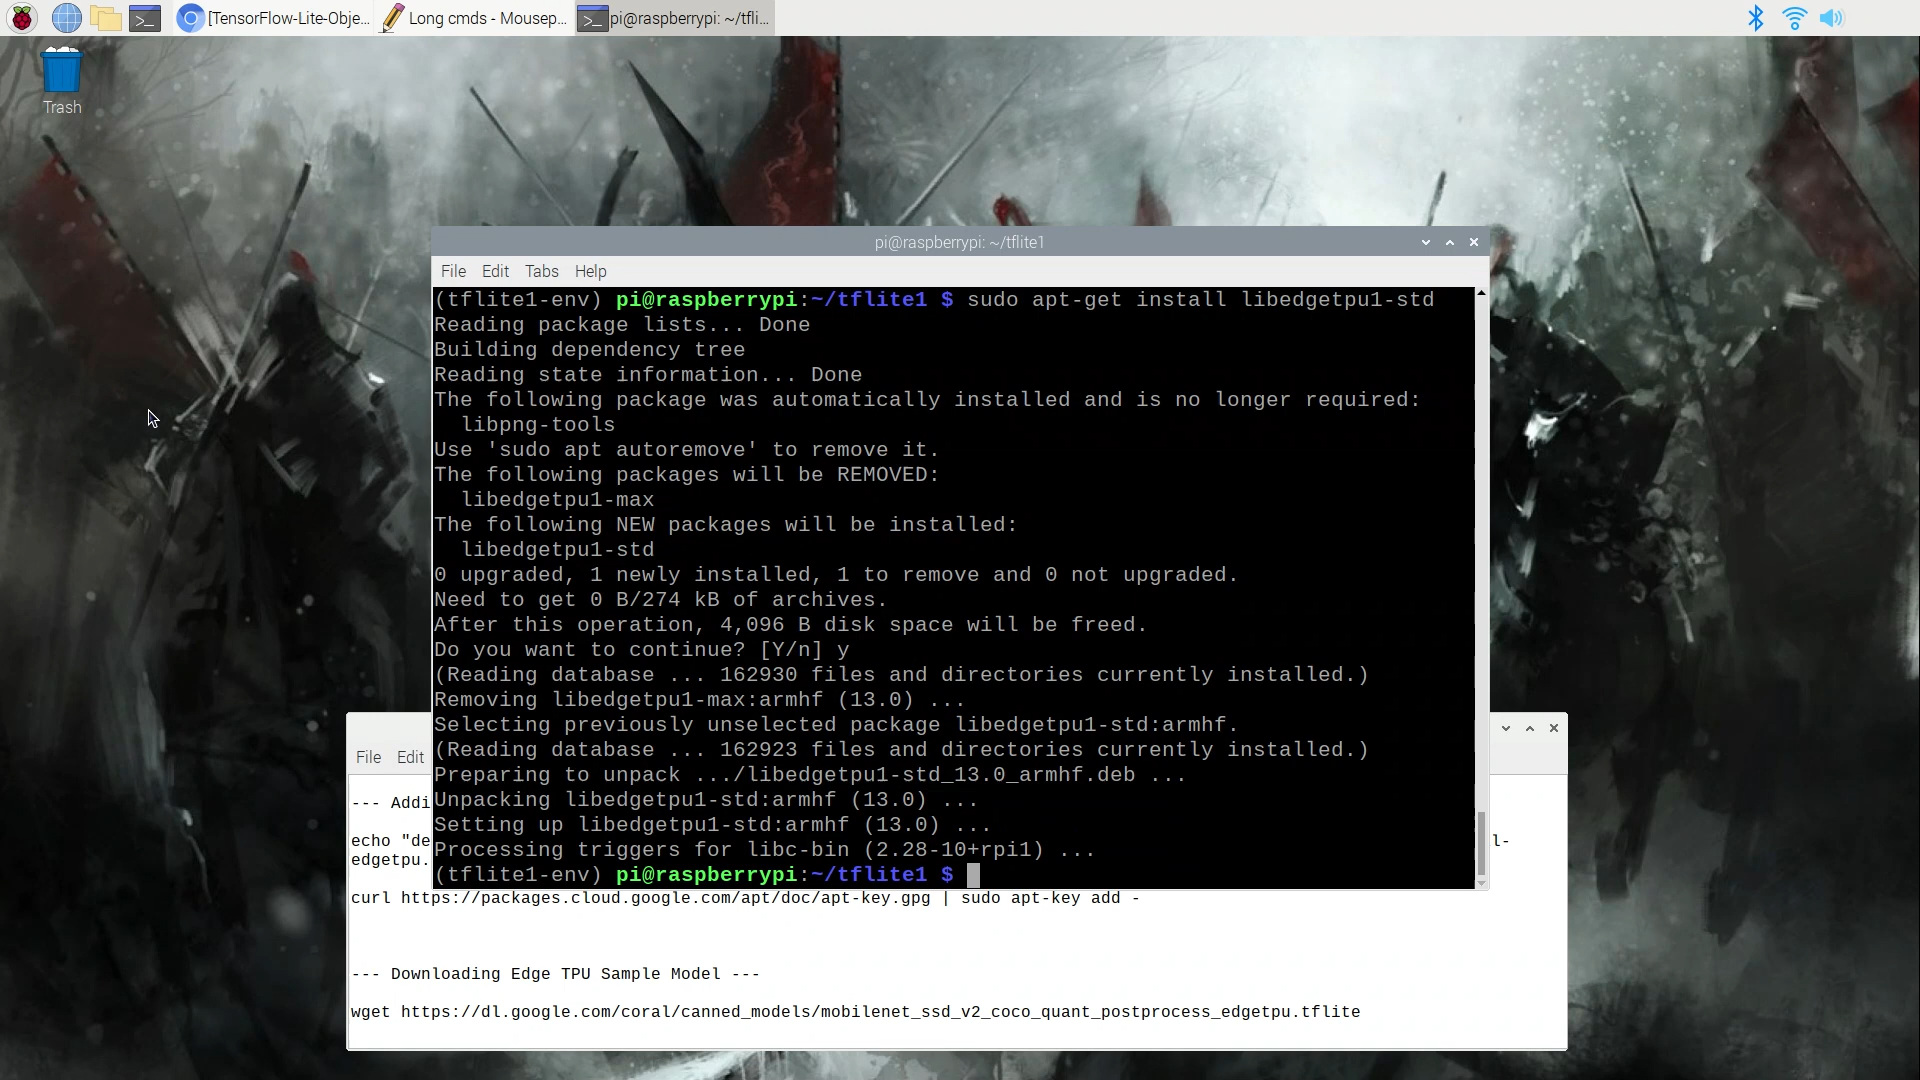 [TensorFlow-Lite-Obje...
Long cmds - Mousep...
pi@raspberrypi: ~/tfli...
Trash
pi@raspberrypi: ~/tflite1
File Edit Tabs Help
(tflite1-env) pi@raspberrypi:~/tflite1 $ sudo apt-get install libedgetpu1-std
Reading package lists... Done
Building dependency tree
Reading state information... Done
The following package was automatically installed and is no longer required:
libpng-tools
Use 'sudo apt autoremove' to remove it.
The following packages will be REMOVED:
libedgetpu1-max
The following NEW packages will be installed:
libedgetpu1-std
0 upgraded, 1 newly installed, 1 to remove and 0 not upgraded.
Need to get 0 B/274 kB of archives.
After this operation, 4,096 B disk space will be freed.
Do you want to continue? [Y/n] y
(Reading database ... 162930 files and directories currently installed.)
Removing libedgetpu1-max:armhf (13.0) ...
Selecting previously unselected package libedgetpu1-std:armhf.
(Reading database ... 162923 files and directories currently installed.)
Preparing to unpack .../libedgetpu1-std_13.0_armhf.deb ...
Unpacking libedgetpu1-std:armhf (13.0) ...
Setting up libedgetpu1-std:armhf (13.0) ...
Processing triggers for libc-bin (2.28-10+rpi1) ...
(tflite1-env) pi@raspberrypi:~/tflite1 $
File Edit
--- Addi
echo "de l-
edgetpu.
curl https://packages.cloud.google.com/apt/doc/apt-key.gpg | sudo apt-key add -
--- Downloading Edge TPU Sample Model ---
wget https://dl.google.com/coral/canned_models/mobilenet_ssd_v2_coco_quant_postprocess_edgetpu.tflite